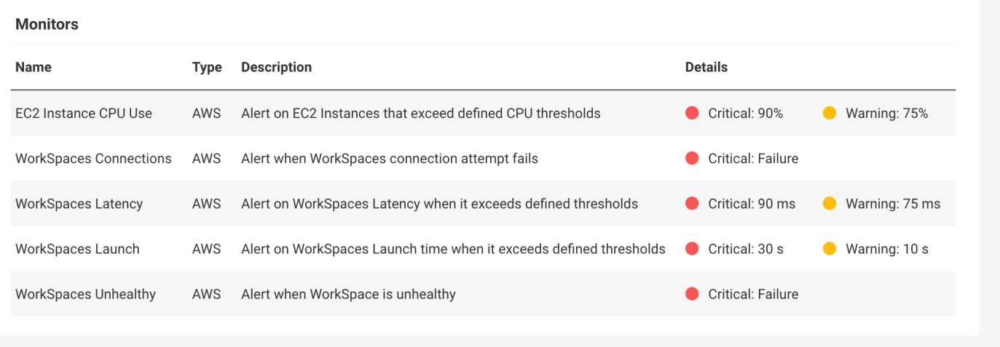 Monitors
Name Type Description Details
EC2 Instance CPU Use AWS Alert on EC2 Instances that exceed defined CPU thresholds Critical: 90% Warning: 75%
WorkSpaces Connections AWS Alert when WorkSpaces connection attempt fails Critical: Failure
WorkSpaces Latency AWS Alert on WorkSpaces Latency when it exceeds defined thresholds Critical: 90 ms Warning: 75 ms
WorkSpaces Launch AWS Alert on WorkSpaces Launch time when it exceeds defined thresholds Critical: 30 s Warning: 10 s
WorkSpaces Unhealthy AWS Alert when WorkSpace is unhealthy Critical: Failure